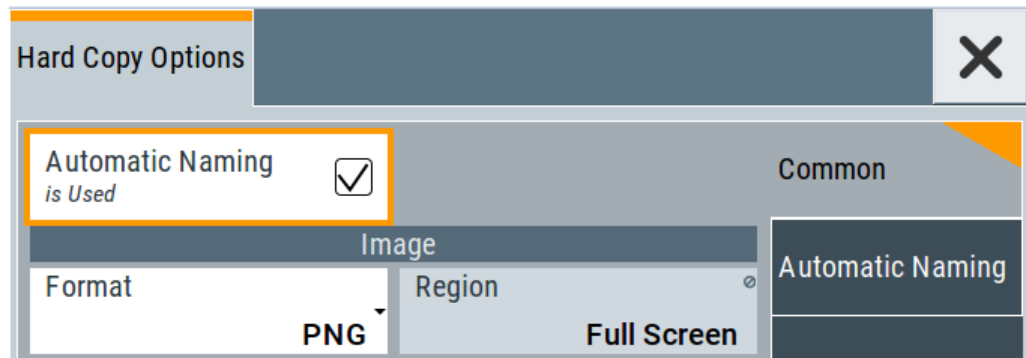 Hard Copy Options
Automatic Naming
is Used
Common
Image
Automatic Naming
Format
Region
PNG
Full Screen